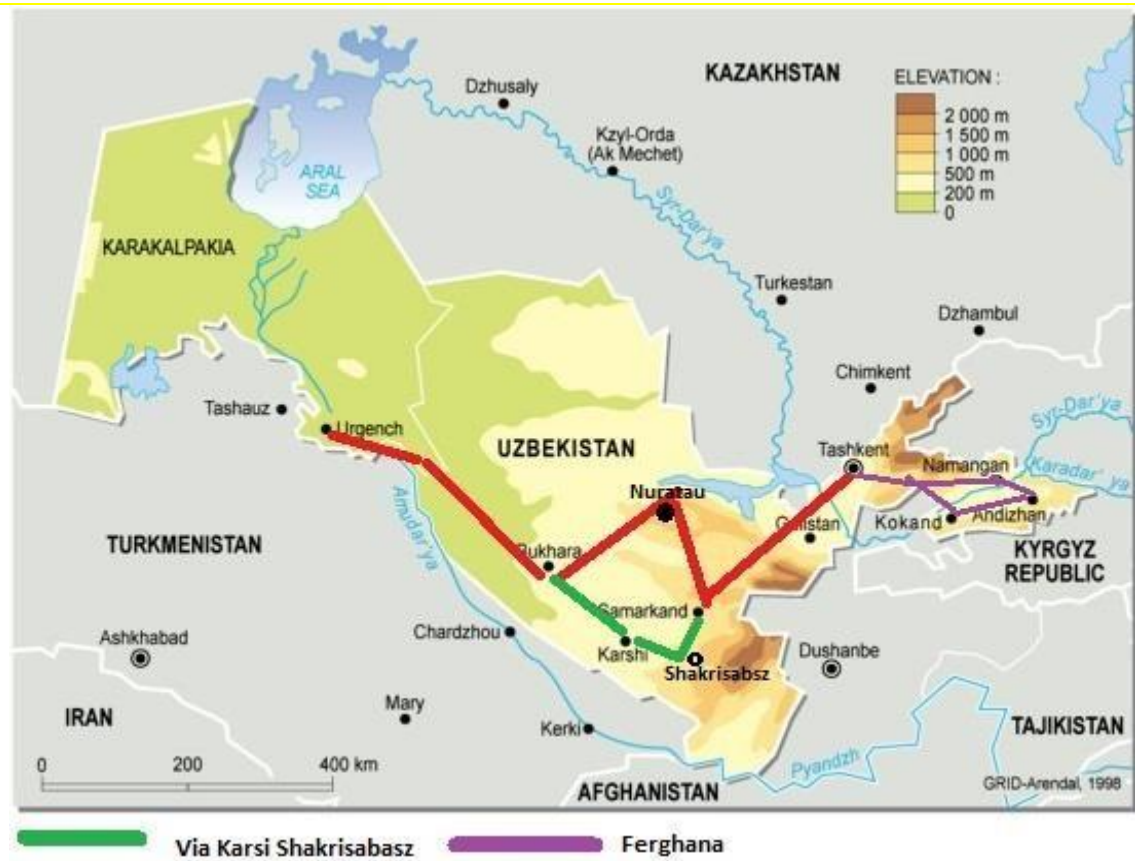 KAZAKHSTAN
ELEVATION :
2 000 m
1 500 m
1 000 m
500 m
200 m
0
Dzhusaly
Kzyl-Orda
(Ak Mechet)
ARAL
SEA
Syr-Dar'ya
KARAKALPAKIA
Turkestan
Dzhambul
Chimkent
Tashauz
Urgench
UZBEKISTAN
Tashkent
Namangan
Syr-Dar'ya
Karadar' ya
Nuratau
Amudar'ya
Gulistan
Kokand
Andizhan
TURKMENISTAN
Bukhara
KYRGYZ
REPUBLIC
Samarkand
Chardzhou
Karshi
Ashkhabad
Shakrisabsz
Dushanbe
Mary
IRAN
Kerki
TAJIKISTAN
0 200 400 km
Pyandzh
AFGHANISTAN
GRID-Arendal, 1998
Via Karsi Shakrisabasz
Ferghana